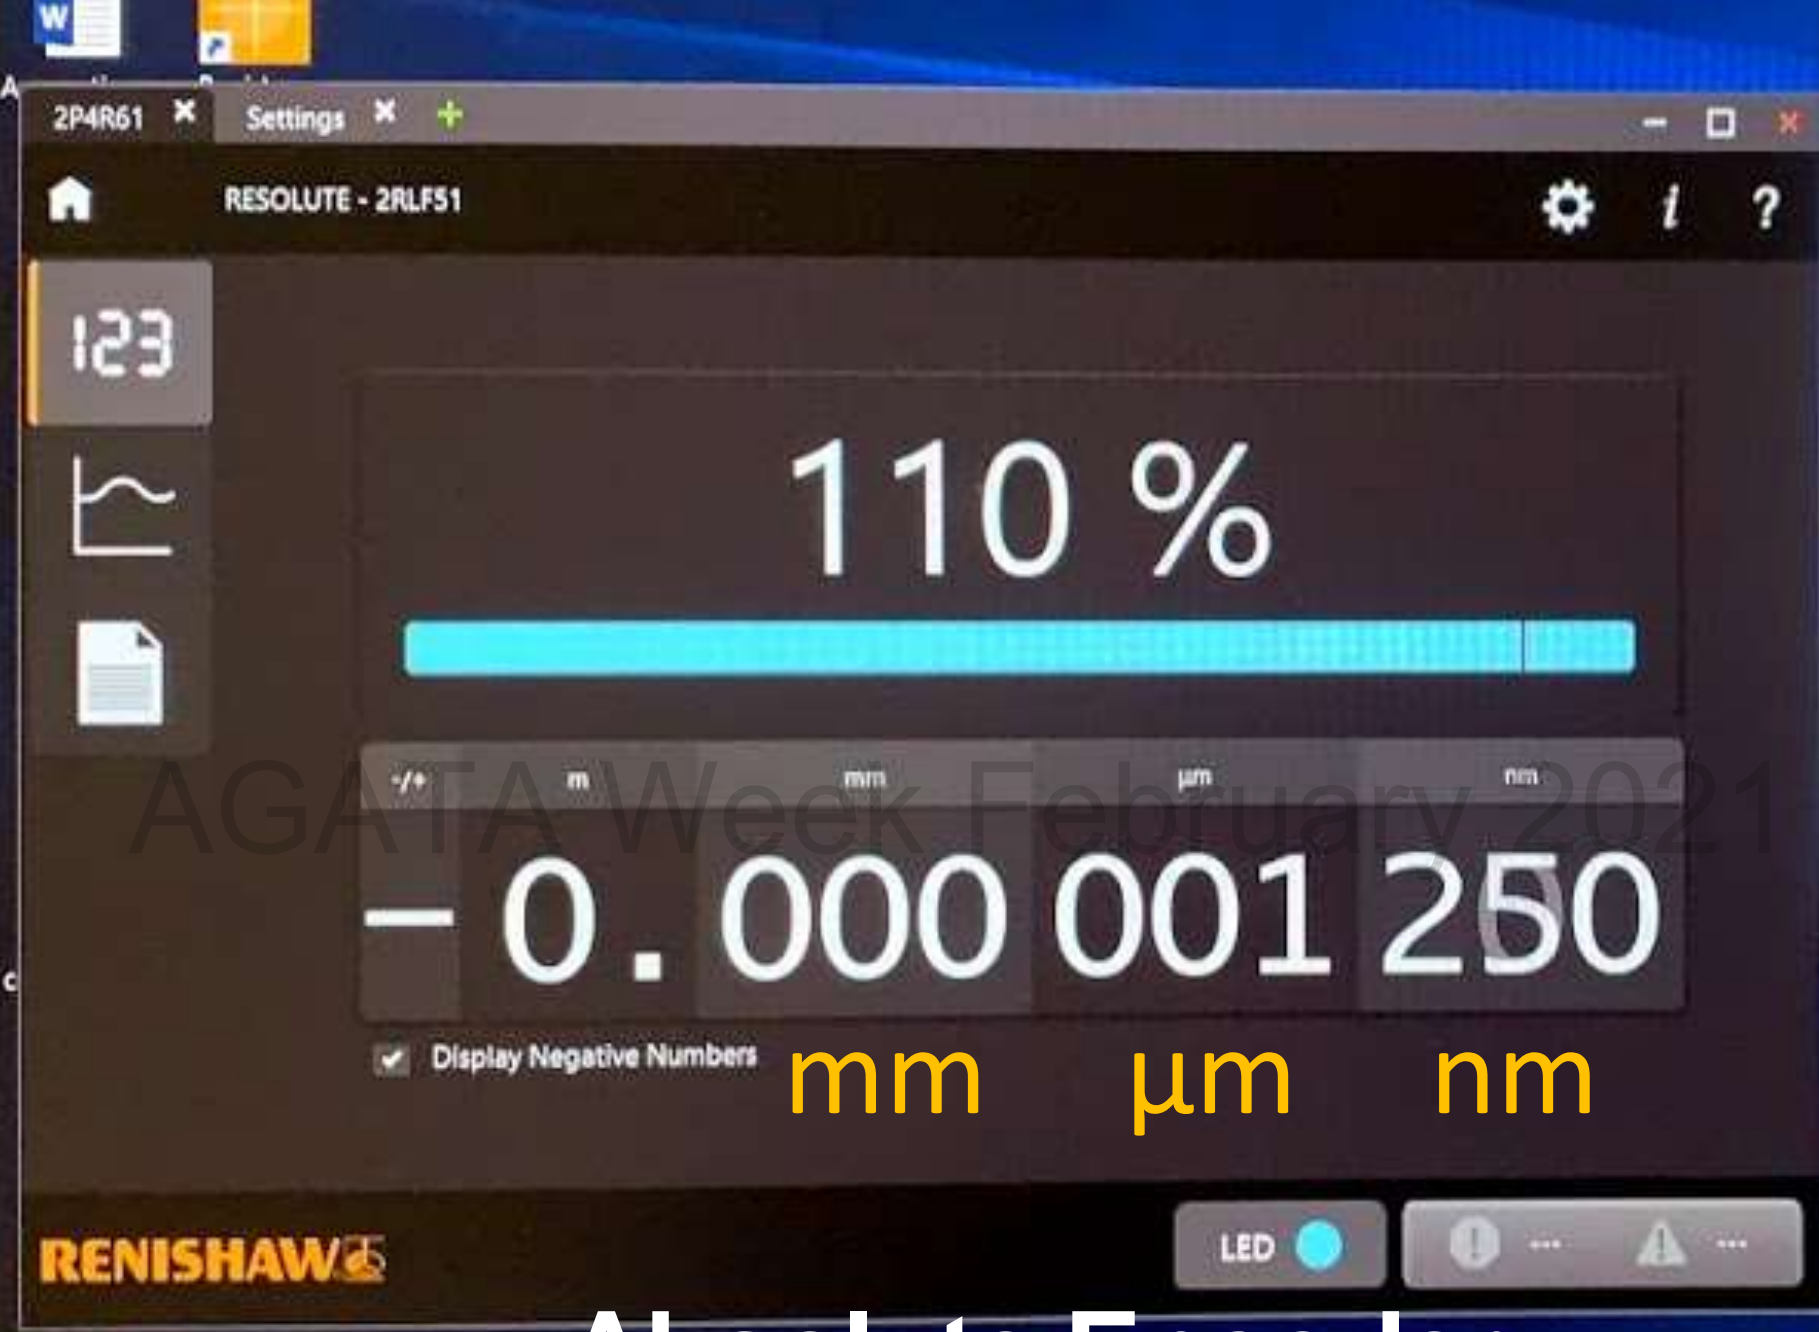 W
2P4R61 Settings
RESOLUTE - 2RLF51
i ?
123
110 %
-/+ m mm µm nm
AGATA Week February 2021
-0.000 001 250
Display Negative Numbers
mm µm nm
RENISHAW
LED ... ...